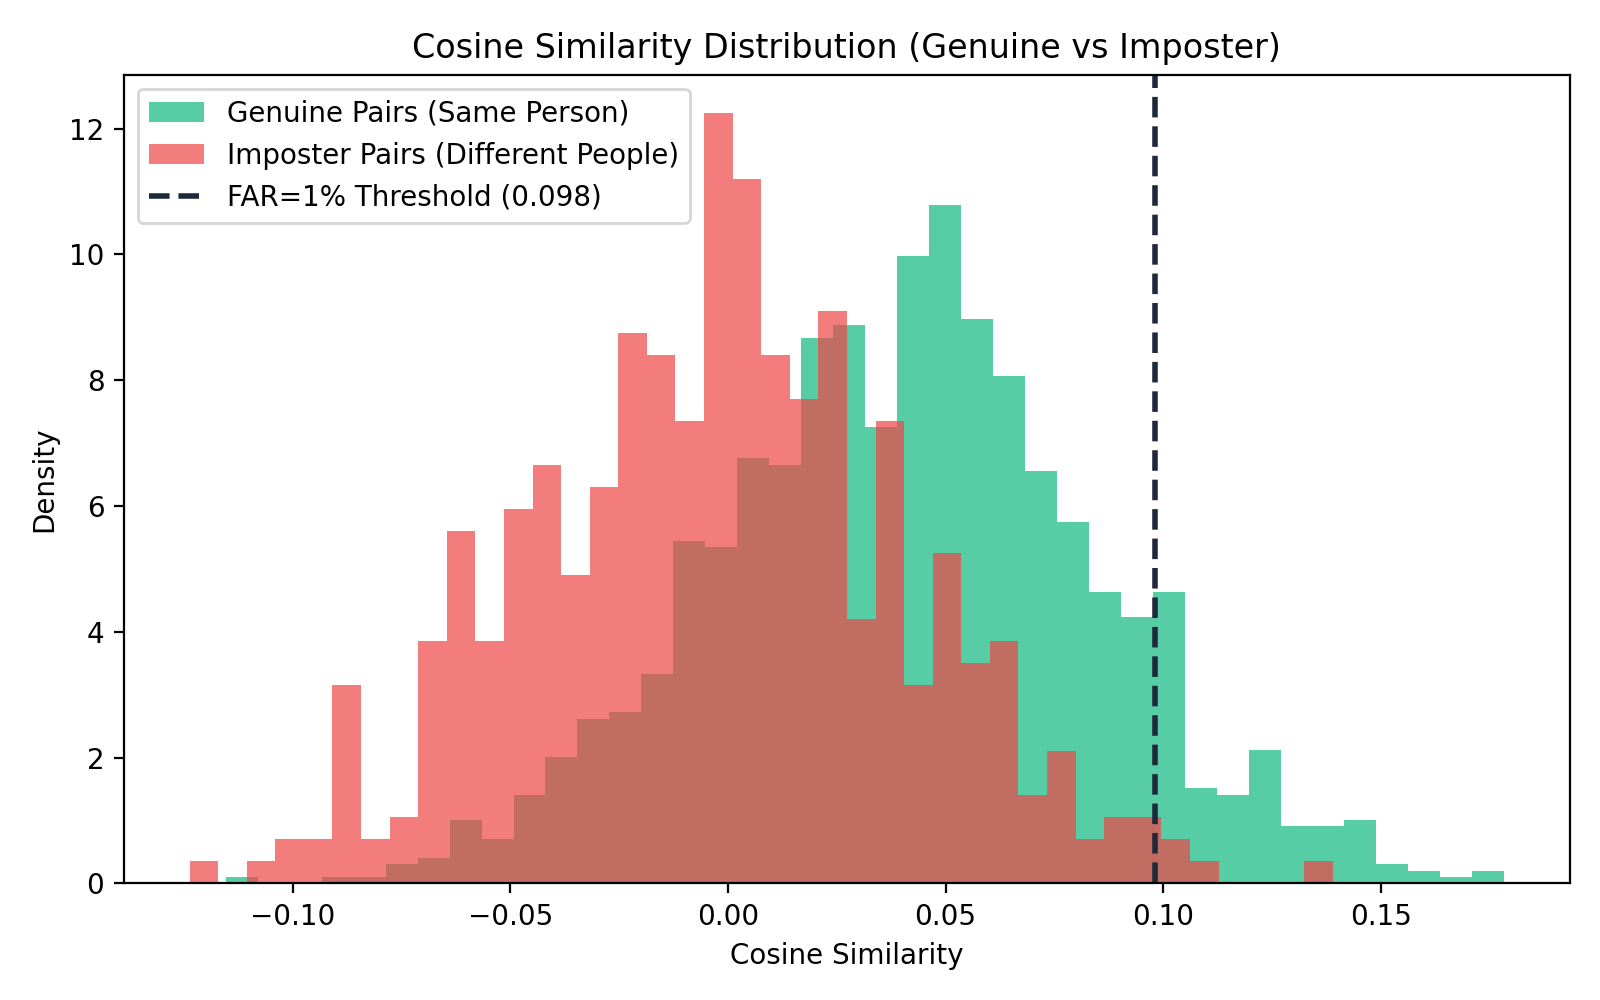 Cosine Similarity Distribution (Genuine vs Imposter)
Genuine Pairs (Same Person)
Imposter Pairs (Different People)
FAR=1% Threshold (0.098)
12
10
8
6
4
2
0
Density
−0.10
−0.05
0.00
0.05
0.10
0.15
Cosine Similarity